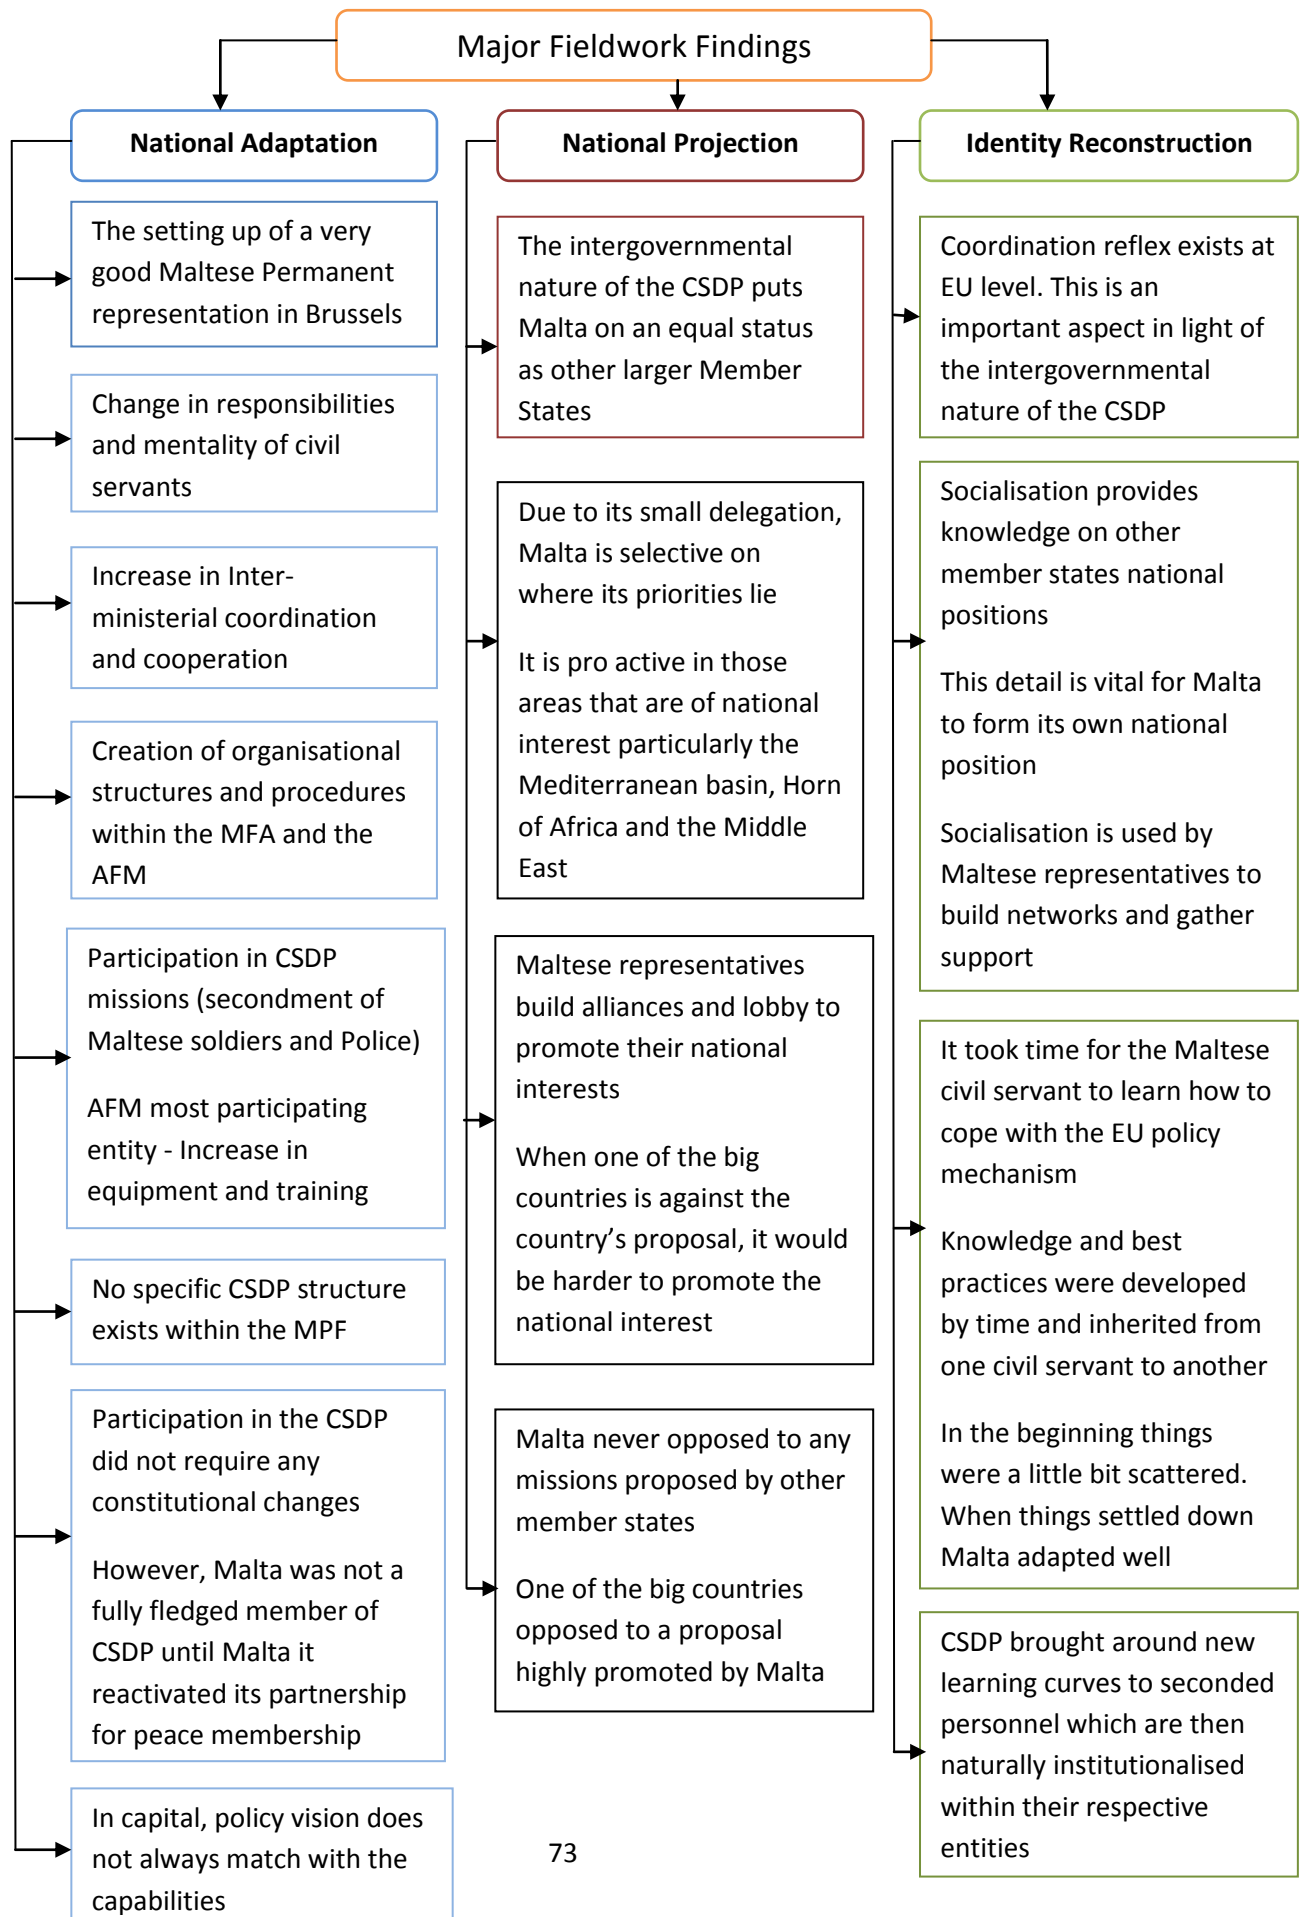 Major Fieldwork Findings
National Adaptation
The setting up of a very
good Maltese Permanent
representation in Brussels
Change in responsibilities
and mentality of civil
servants
Increase in Inter-
ministerial coordination
and cooperation
Creation of organisational
structures and procedures
within the MFA and the
AFM
Participation in CSDP
missions (secondment of
Maltese soldiers and Police)
AFM most participating
entity - Increase in
equipment and training
No specific CSDP structure
exists within the MPF
Participation in the CSDP
did not require any
constitutional changes
However, Malta was not a
fully fledged member of
CSDP until Malta it
reactivated its partnership
for peace membership
In capital, policy vision does
not always match with the
capabilities
National Projection
The intergovernmental
nature of the CSDP puts
Malta on an equal status
as other larger Member
States
Due to its small delegation,
Malta is selective on
where its priorities lie
It is pro active in those
areas that are of national
interest particularly the
Mediterranean basin, Horn
of Africa and the Middle
East
Maltese representatives
build alliances and lobby to
promote their national
interests
When one of the big
countries is against the
country’s proposal, it would
be harder to promote the
national interest
Malta never opposed to any
missions proposed by other
member states
One of the big countries
opposed to a proposal
highly promoted by Malta
Identity Reconstruction
Coordination reflex exists at
EU level. This is an
important aspect in light of
the intergovernmental
nature of the CSDP
Socialisation provides
knowledge on other
member states national
positions
This detail is vital for Malta
to form its own national
position
Socialisation is used by
Maltese representatives to
build networks and gather
support
It took time for the Maltese
civil servant to learn how to
cope with the EU policy
mechanism
Knowledge and best
practices were developed
by time and inherited from
one civil servant to another
In the beginning things
were a little bit scattered.
When things settled down
Malta adapted well
CSDP brought around new
learning curves to seconded
personnel which are then
naturally institutionalised
within their respective
entities
73